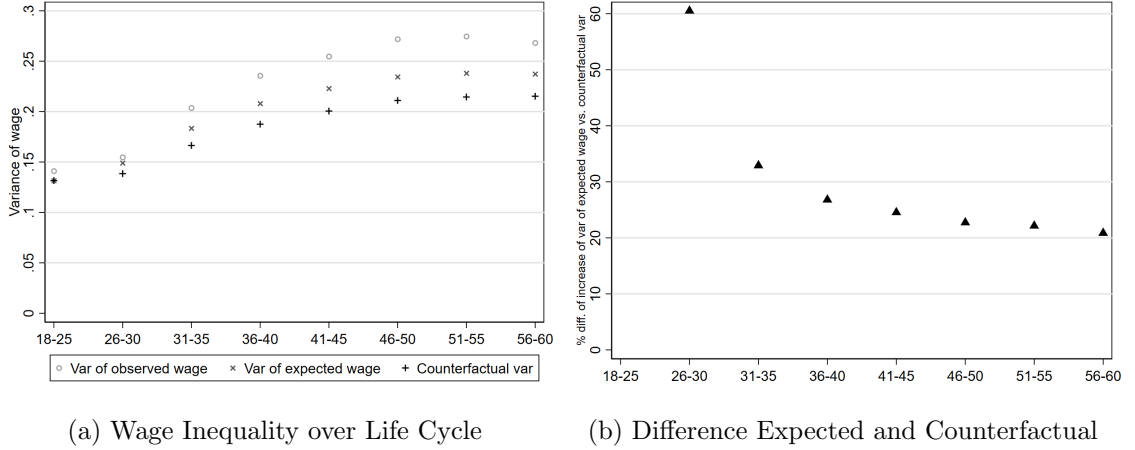 Variance of wage
.3
.25
.2
.15
.1
.05
0
18-25 26-30 31-35 36-40 41-45 46-50 51-55 56-60
Var of observed wage Var of expected wage Counterfactual var
(a) Wage Inequality over Life Cycle
% diff. of increase of var of expected wage vs. counterfactual var
60
50
40
30
20
10
0
18-25 26-30 31-35 36-40 41-45 46-50 51-55 56-60
(b) Difference Expected and Counterfactual